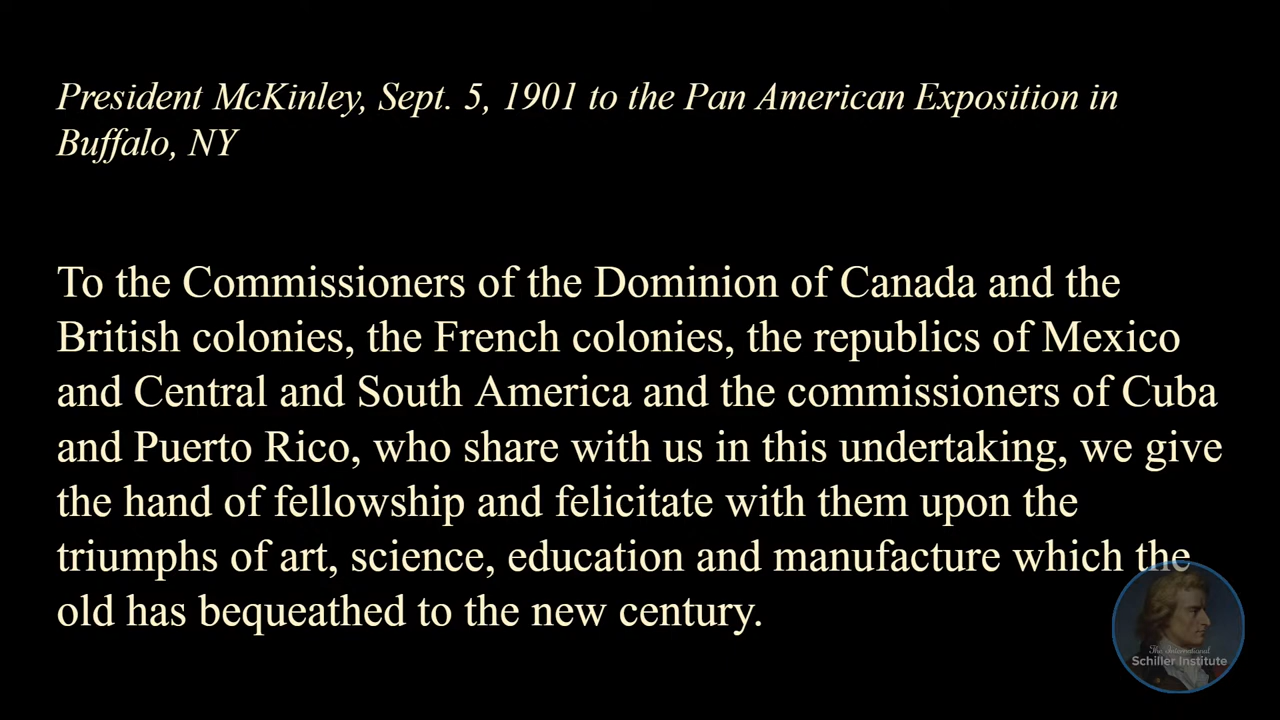 President McKinley, Sept. 5, 1901 to the Pan American Exposition in
Buffalo, NY
To the Commissioners of the Dominion of Canada and the
British colonies, the French colonies, the republics of Mexico
and Central and South America and the commissioners of Cuba
and Puerto Rico, who share with us in this undertaking, we give
the hand of fellowship and felicitate with them upon the
triumphs of art, science, education and manufacture which the
old has bequeathed to the new century.
The International
Schiller Institute